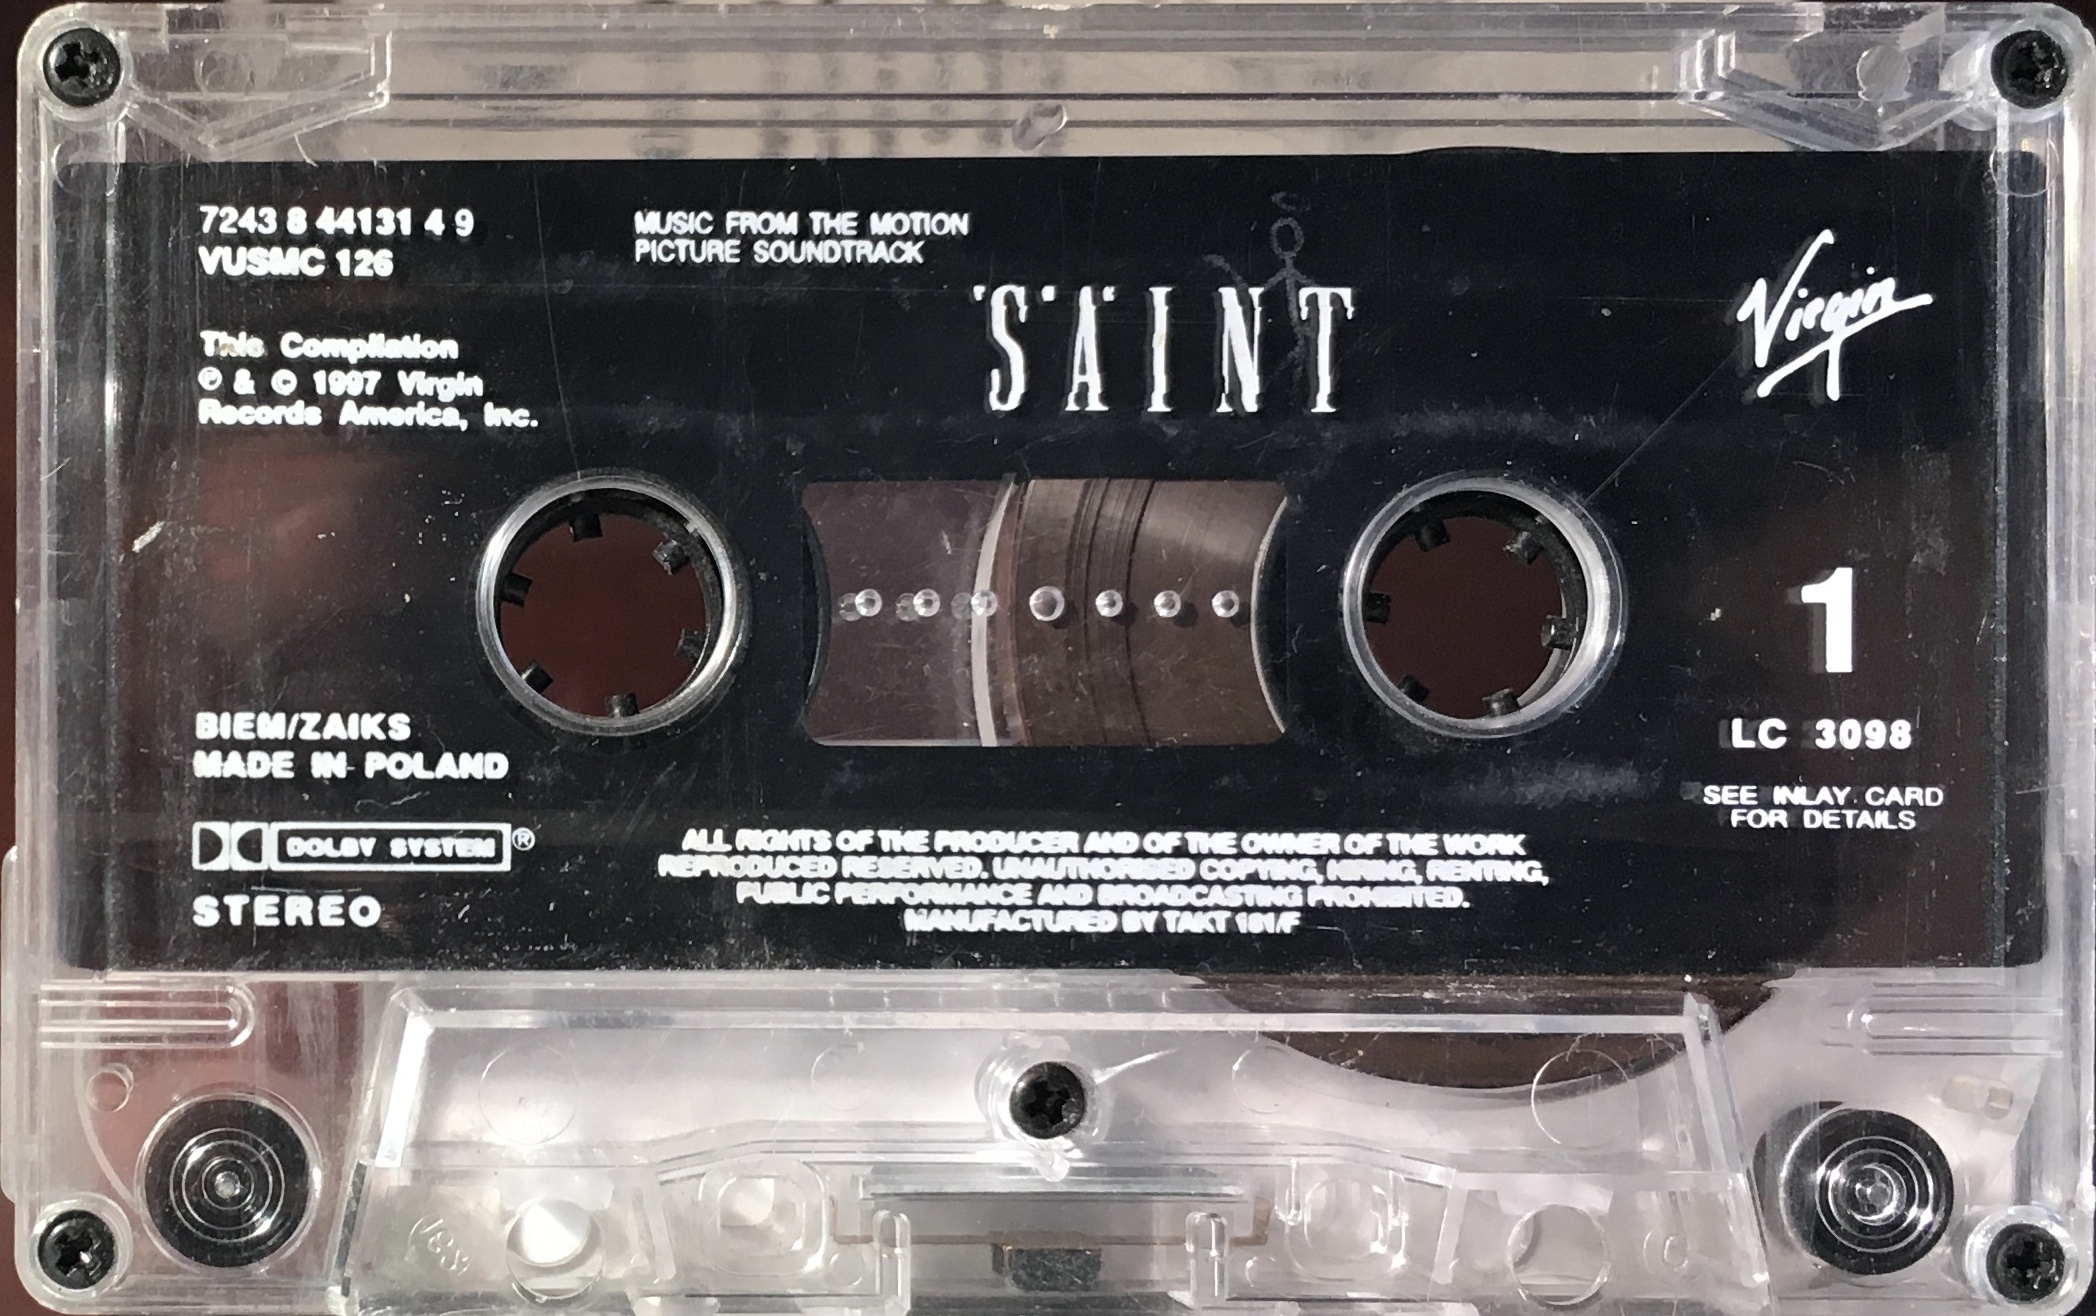 7243 8 44131 4 9
VUSMC 126
MUSIC FROM THE MOTION
PICTURE SOUNDTRACK
SAINT
Virgin
This Compilation
℗ & © 1997 Virgin
Records America, Inc.
1
BIEM/ZAIKS
MADE IN POLAND
LC 3098
SEE INLAY CARD
FOR DETAILS
DOLBY SYSTEM®
STEREO
ALL RIGHTS OF THE PRODUCER AND OF THE OWNER OF THE WORK
REPRODUCED RESERVED. UNAUTHORISED COPYING, HIRING, RENTING,
PUBLIC PERFORMANCE AND BROADCASTING PROHIBITED.
MANUFACTURED BY TAKT 181/F